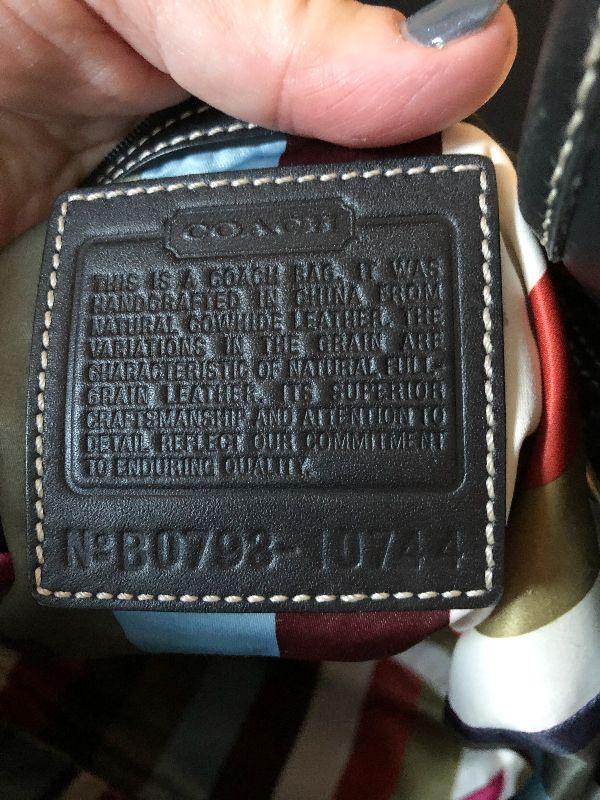 COACH
THIS IS A COACH BAG. IT WAS
HANDCRAFTED IN CHINA FROM
NATURAL COWHIDE LEATHER. THE
VARIATIONS IN THE GRAIN ARE
CHARACTERISTIC OF NATURAL FULL-
GRAIN LEATHER. ITS SUPERIOR
CRAFTSMANSHIP AND ATTENTION TO
DETAIL REFLECT OUR COMMITMENT
TO ENDURING QUALITY.
NºB0798-10744